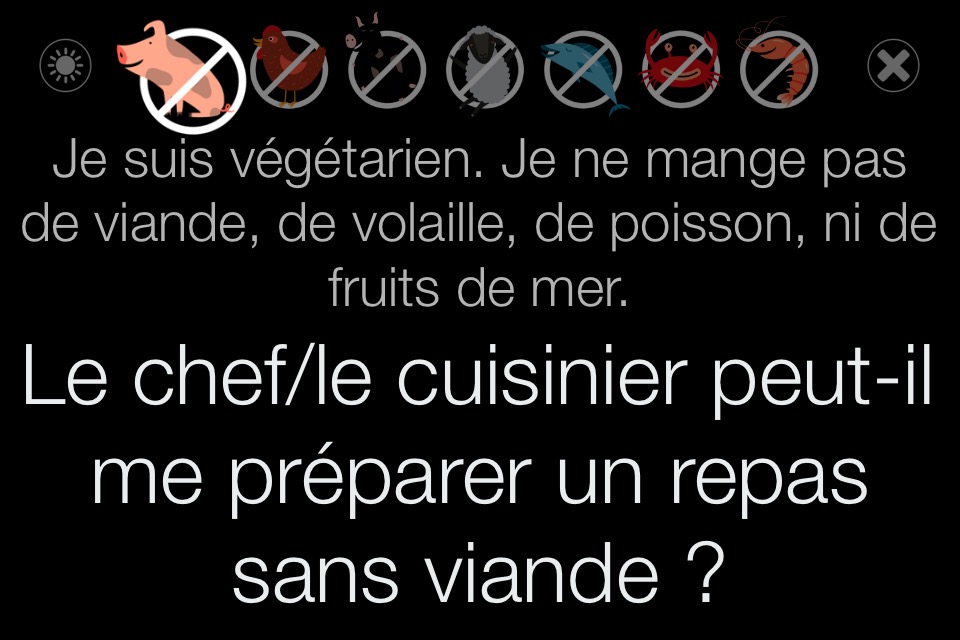 Je suis végétarien. Je ne mange pas
de viande, de volaille, de poisson, ni de
fruits de mer.
Le chef/le cuisinier peut-il
me préparer un repas
sans viande ?